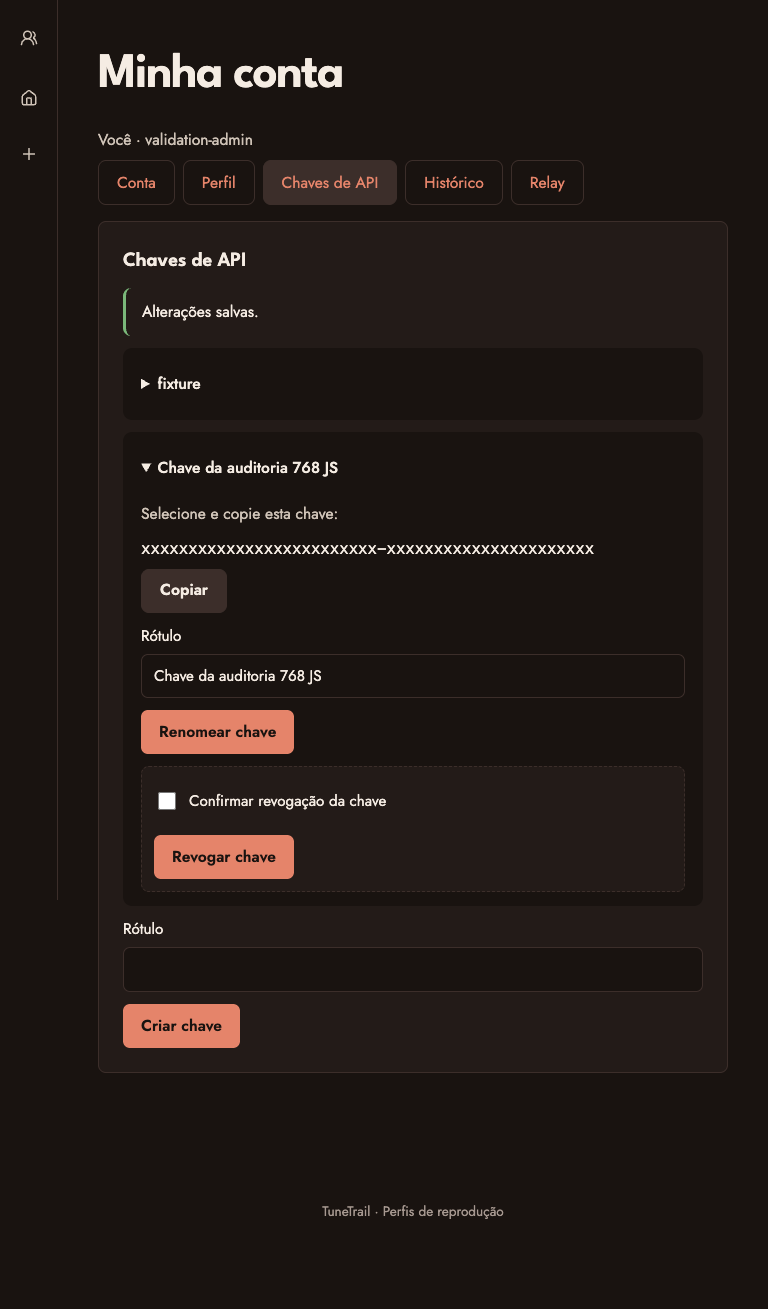 Minha conta
Você · validation-admin
Conta
Perfil
Chaves de API
Histórico
Relay
Chaves de API
Alterações salvas.
fixture
Chave da auditoria 768 JS
Selecione e copie esta chave:
xxxxxxxxxxxxxxxxxxxxxxxxx–xxxxxxxxxxxxxxxxxxxxxx
Copiar
Rótulo
Chave da auditoria 768 JS
Renomear chave
Confirmar revogação da chave
Revogar chave
Rótulo
Criar chave
TuneTrail · Perfis de reprodução